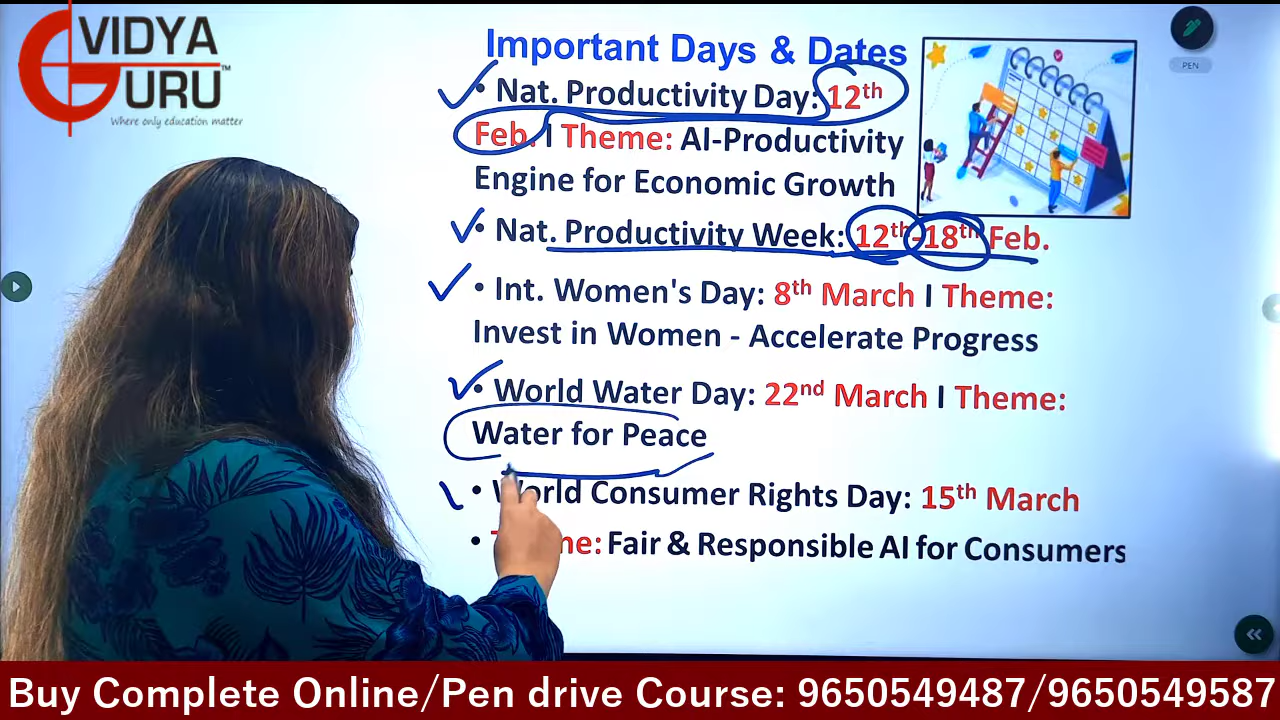 VIDYA
GURU™
Where only education matter
Important Days & Dates
• Nat. Productivity Day: 12th
Feb. I Theme: AI-Productivity
Engine for Economic Growth
• Nat. Productivity Week: 12th-18th Feb.
• Int. Women's Day: 8th March I Theme:
Invest in Women - Accelerate Progress
• World Water Day: 22nd March I Theme:
Water for Peace
• World Consumer Rights Day: 15th March
• Theme: Fair & Responsible AI for Consumers
PEN
Buy Complete Online/Pen drive Course: 9650549487/9650549587